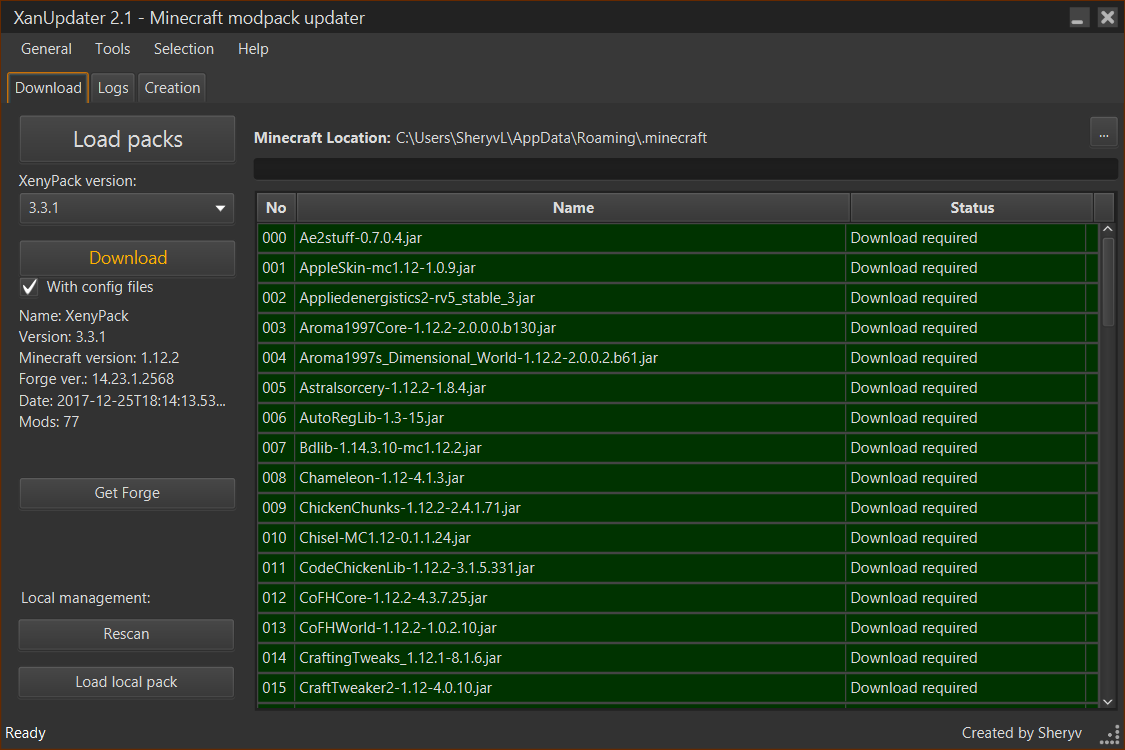 XanUpdater 2.1 - Minecraft modpack updater
General Tools Selection Help
Download Logs Creation
Load packs
XenyPack version:
3.3.1
Download
With config files
Name: XenyPack
Version: 3.3.1
Minecraft version: 1.12.2
Forge ver.: 14.23.1.2568
Date: 2017-12-25T18:14:13.53...
Mods: 77
Get Forge
Local management:
Rescan
Load local pack
Minecraft Location: C:\Users\SheryvL\AppData\Roaming\.minecraft
...
No Name Status
000 Ae2stuff-0.7.0.4.jar Download required
001 AppleSkin-mc1.12-1.0.9.jar Download required
002 Appliedenergistics2-rv5_stable_3.jar Download required
003 Aroma1997Core-1.12.2-2.0.0.0.b130.jar Download required
004 Aroma1997s_Dimensional_World-1.12.2-2.0.0.2.b61.jar Download required
005 Astralsorcery-1.12.2-1.8.4.jar Download required
006 AutoRegLib-1.3-15.jar Download required
007 Bdlib-1.14.3.10-mc1.12.2.jar Download required
008 Chameleon-1.12-4.1.3.jar Download required
009 ChickenChunks-1.12.2-2.4.1.71.jar Download required
010 Chisel-MC1.12-0.1.1.24.jar Download required
011 CodeChickenLib-1.12.2-3.1.5.331.jar Download required
012 CoFHCore-1.12.2-4.3.7.25.jar Download required
013 CoFHWorld-1.12.2-1.0.2.10.jar Download required
014 CraftingTweaks_1.12.1-8.1.6.jar Download required
015 CraftTweaker2-1.12-4.0.10.jar Download required
Ready
Created by Sheryv